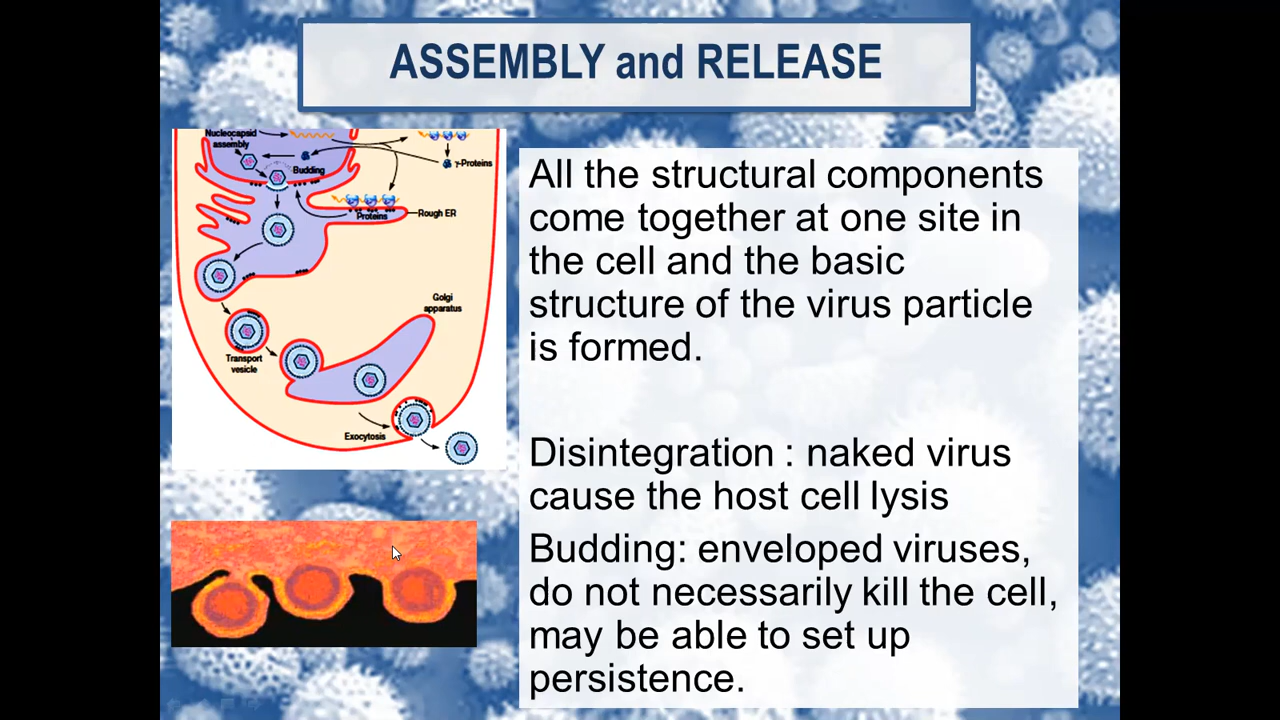 ASSEMBLY and RELEASE
Nucleocapsid
assembly
Budding
γ-Proteins
Proteins
Rough ER
Golgi
apparatus
Transport
vesicle
Exocytosis
All the structural components
come together at one site in
the cell and the basic
structure of the virus particle
is formed.
Disintegration : naked virus
cause the host cell lysis
Budding: enveloped viruses,
do not necessarily kill the cell,
may be able to set up
persistence.